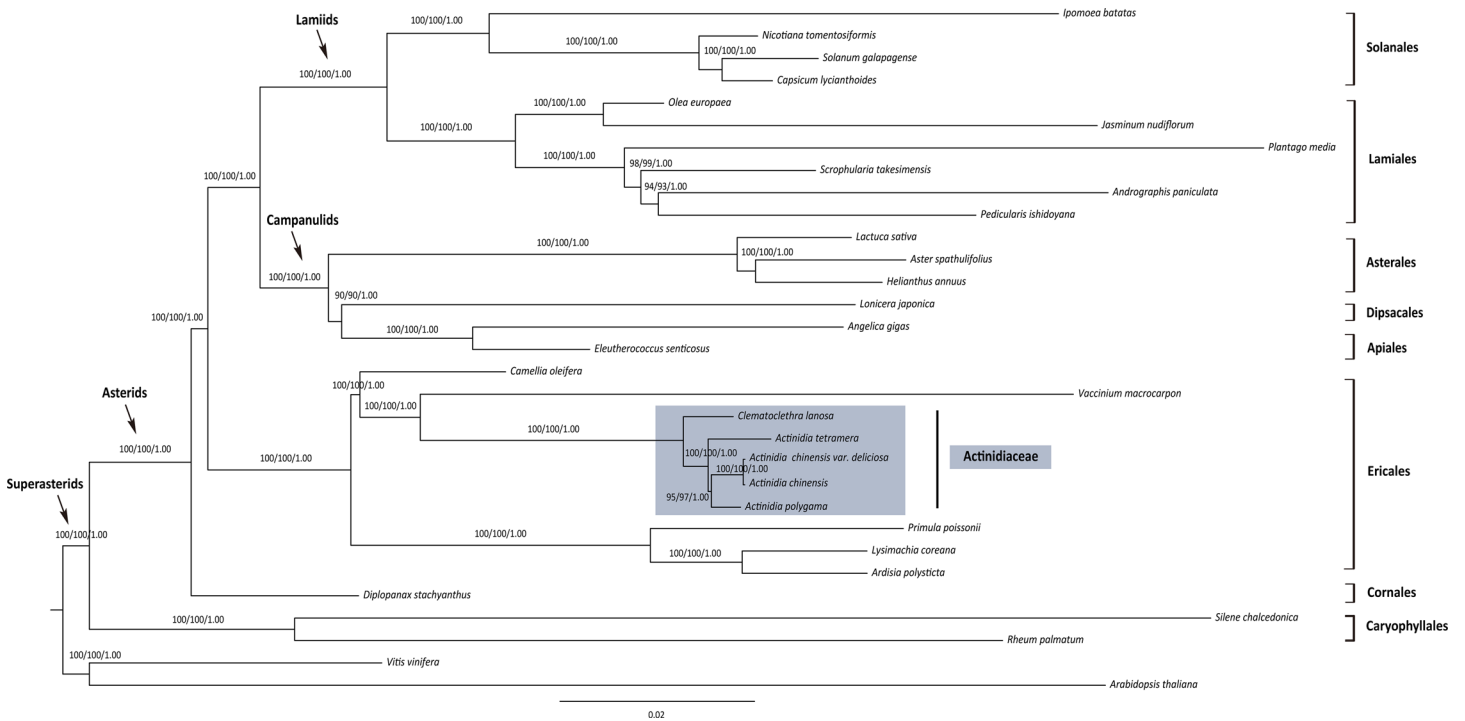 Ipomoea batatas
Lamiids
100/100/1.00
Nicotiana tomentosiformis
100/100/1.00
100/100/1.00
Solanales
Solanum galapagense
100/100/1.00
Capsicum lycianthoides
100/100/1.00
Olea europaea
100/100/1.00
Jasminum nudiflorum
Plantago media
100/100/1.00
98/99/1.00
Lamiales
Scrophularia takesimensis
100/100/1.00
94/93/1.00
Andrographis paniculata
Campanulids
Pedicularis ishidoyana
Lactuca sativa
100/100/1.00
100/100/1.00
Aster spathulifolius
Asterales
100/100/1.00
Helianthus annuus
90/90/1.00
Lonicera japonica
Dipsacales
100/100/1.00
100/100/1.00
Angelica gigas
Eleutherococcus senticosus
Apiales
Camellia oleifera
100/100/1.00
Asterids
Vaccinium macrocarpon
100/100/1.00
Clematoclethra lanosa
100/100/1.00
Actinidia tetramera
100/100/1.00
100/100/1.00
Actinidia chinensis var. deliciosa
Actinidiaceae
100/100/1.00
100/100/1.00
Ericales
Superasterids
Actinidia chinensis
95/97/1.00
Actinidia polygama
100/100/1.00
100/100/1.00
Primula poissonii
100/100/1.00
Lysimachia coreana
Ardisia polysticta
Diplopanax stachyanthus
Cornales
100/100/1.00
Silene chalcedonica
Caryophyllales
Rheum palmatum
100/100/1.00
Vitis vinifera
Arabidopsis thaliana
0.02